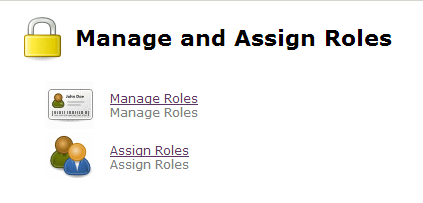 Manage and Assign Roles
John Doe
Manage Roles
Manage Roles
Assign Roles
Assign Roles